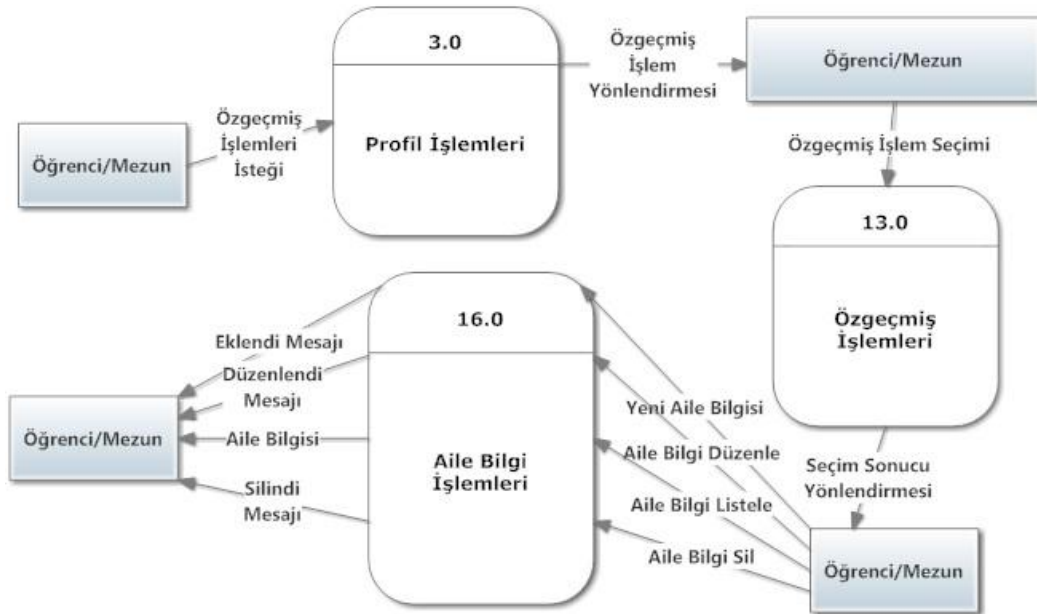 3.0
Profil İşlemleri
Özgeçmiş
İşlem
Yönlendirmesi
Öğrenci/Mezun
Öğrenci/Mezun
Özgeçmiş
İşlemleri
İsteği
Özgeçmiş İşlem Seçimi
13.0
Özgeçmiş
İşlemleri
16.0
Aile Bilgi
İşlemleri
Eklendi Mesajı
Düzenlendi
Mesajı
Aile Bilgisi
Silindi
Mesajı
Öğrenci/Mezun
Yeni Aile Bilgisi
Aile Bilgi Düzenle
Aile Bilgi Listele
Aile Bilgi Sil
Seçim Sonucu
Yönlendirmesi
Öğrenci/Mezun